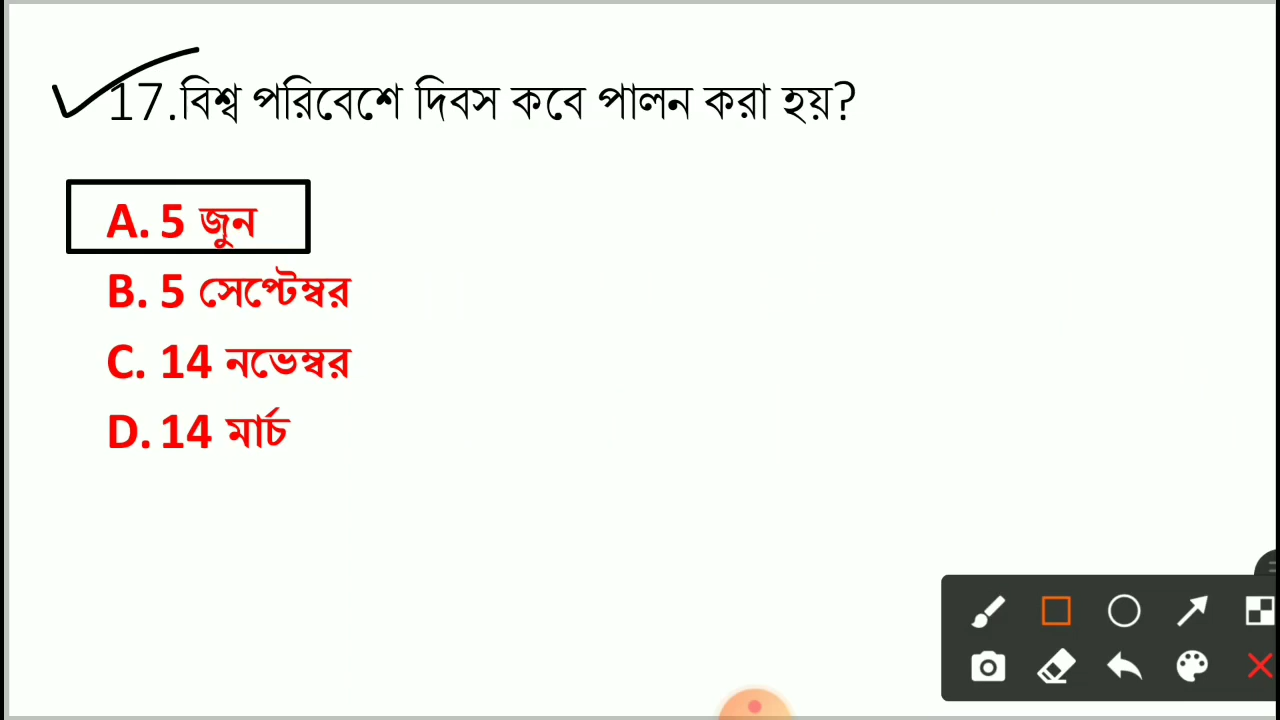 17.বিশ্ব পরিবেশে দিবস কবে পালন করা হয়?
A. 5 জুন
B. 5 সেপ্টেম্বর
C. 14 নভেম্বর
D. 14 মার্চ